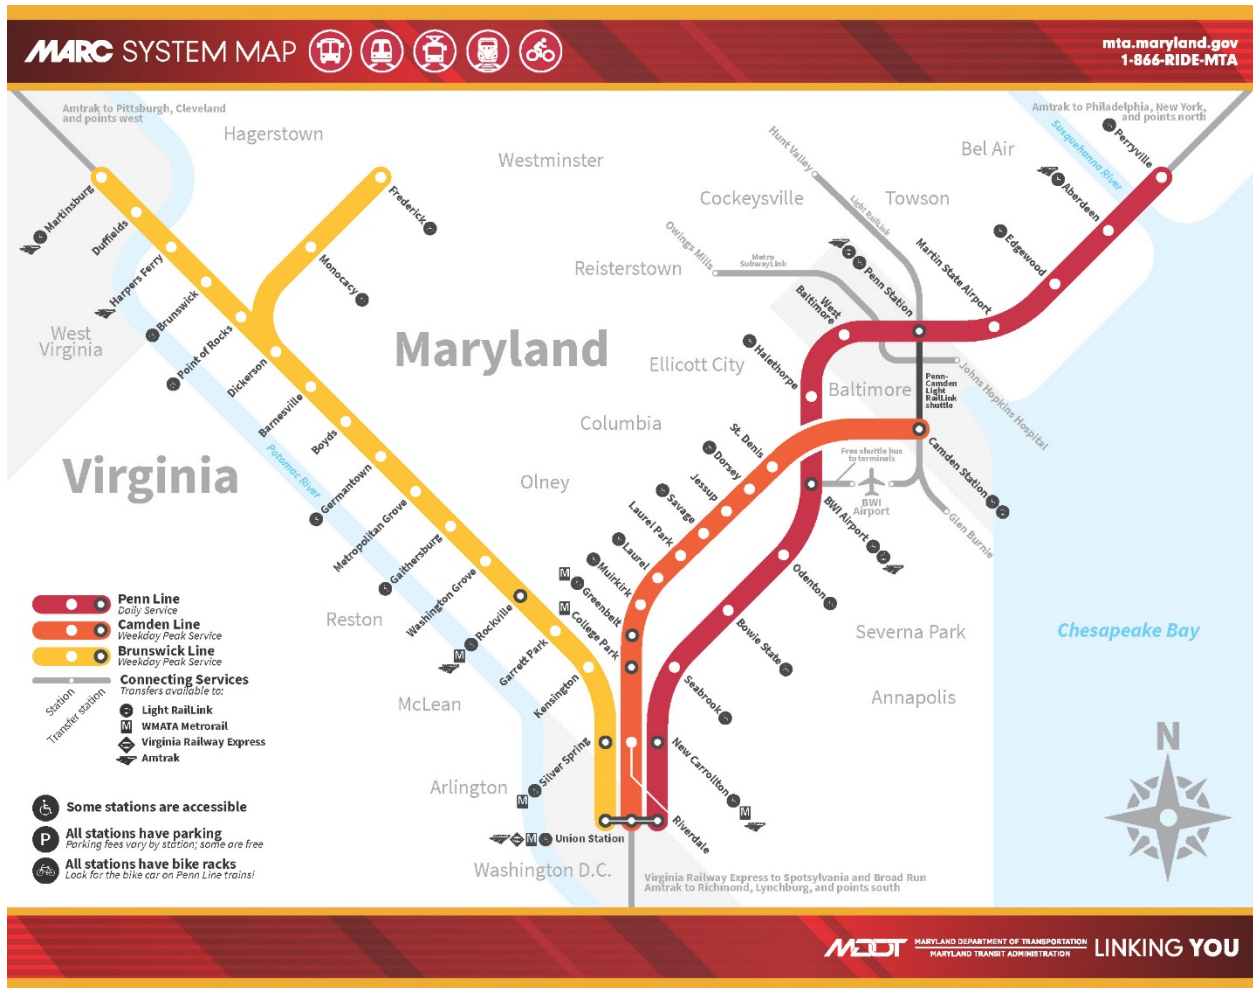 MARC SYSTEM MAP
mta.maryland.gov
1-866-RIDE-MTA
Amtrak to Pittsburgh, Cleveland
and points west
Amtrak to Philadelphia, New York,
and points north
Hagerstown
Westminster
Bel Air
Cockeysville
Towson
Reisterstown
Hunt Valley
Light RailLink
Owings Mills
Metro
SubwayLink
Susquehanna River
Perryville
Aberdeen
Edgewood
Martin State Airport
Penn Station
West
Baltimore
Halethorpe
Martinsburg
Duffields
Harpers Ferry
Brunswick
Point of Rocks
Frederick
Monocacy
Dickerson
Barnesville
Boyds
Germantown
Metropolitan Grove
Gaithersburg
Washington Grove
Rockville
Garrett Park
Kensington
Silver Spring
West
Virginia
Maryland
Virginia
Potomac River
Ellicott City
Columbia
Olney
Baltimore
Penn-
Camden
Light
RailLink
shuttle
Johns Hopkins Hospital
Camden Station
Glen Burnie
Free shuttle bus
to terminals
BWI
Airport
BWI Airport
St. Denis
Dorsey
Jessup
Savage
Laurel Park
Laurel
Muirkirk
M
Greenbelt
M
College Park
Odenton
Bowie State
Seabrook
New Carrollton
M
Riverdale
Reston
McLean
Arlington
Washington D.C.
Severna Park
Annapolis
Chesapeake Bay
M
M
M
Union Station
Virginia Railway Express to Spotsylvania and Broad Run
Amtrak to Richmond, Lynchburg, and points south
Penn Line
Daily Service
Camden Line
Weekday Peak Service
Brunswick Line
Weekday Peak Service
Connecting Services
Transfers available to:
Station
Transfer station
Light RailLink
M WMATA Metrorail
Virginia Railway Express
Amtrak
Some stations are accessible
P All stations have parking
Parking fees vary by station; some are free
All stations have bike racks
Look for the bike car on Penn Line trains!
N
MDOT
MARYLAND DEPARTMENT OF TRANSPORTATION
MARYLAND TRANSIT ADMINISTRATION
LINKING YOU